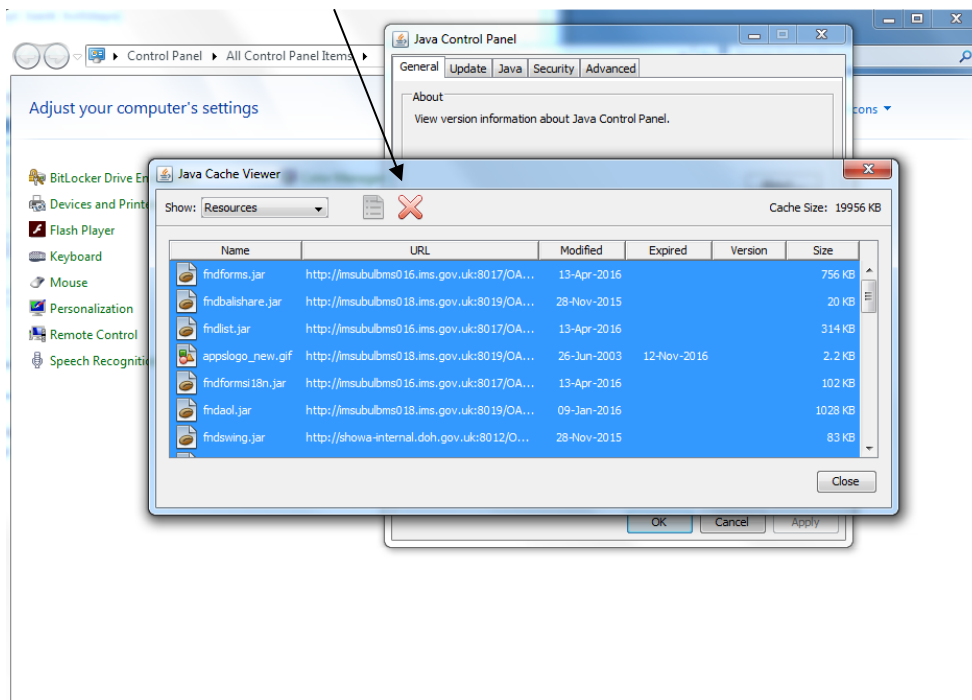 Control Panel All Control Panel Items
Java Control Panel
General Update Java Security Advanced
Adjust your computer's settings
About
View version information about Java Control Panel.
BitLocker Drive En
Devices and Printe
Flash Player
Keyboard
Mouse
Personalization
Remote Control
Speech Recognitio
Java Cache Viewer
Show: Resources
Cache Size: 19956 KB
Name URL Modified Expired Version Size
fndforms.jar http://imsubulbms016.ims.gov.uk:8017/OA... 13-Apr-2016 756 KB
fndbalishare.jar http://imsubulbms018.ims.gov.uk:8019/OA... 28-Nov-2015 20 KB
fndlist.jar http://imsubulbms016.ims.gov.uk:8017/OA... 13-Apr-2016 314 KB
appslogo_new.gif http://imsubulbms018.ims.gov.uk:8019/OA... 26-Jun-2003 12-Nov-2016 2.2 KB
fndformsi18n.jar http://imsubulbms016.ims.gov.uk:8017/OA... 13-Apr-2016 102 KB
fndaol.jar http://imsubulbms018.ims.gov.uk:8019/OA... 09-Jan-2016 1028 KB
fndswing.jar http://showa-internal.doh.gov.uk:8012/O... 28-Nov-2015 83 KB
Close
OK Cancel Apply